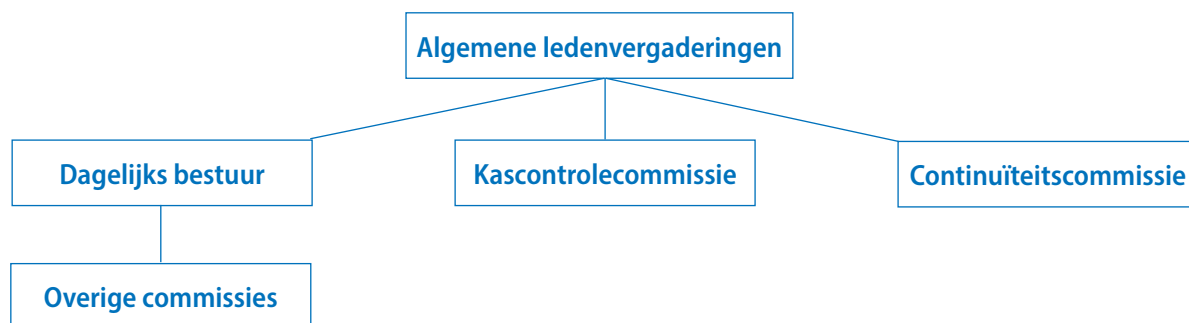 Algemene ledenvergaderingen
Dagelijks bestuur
Kascontrolecommissie
Continuïteitscommissie
Overige commissies